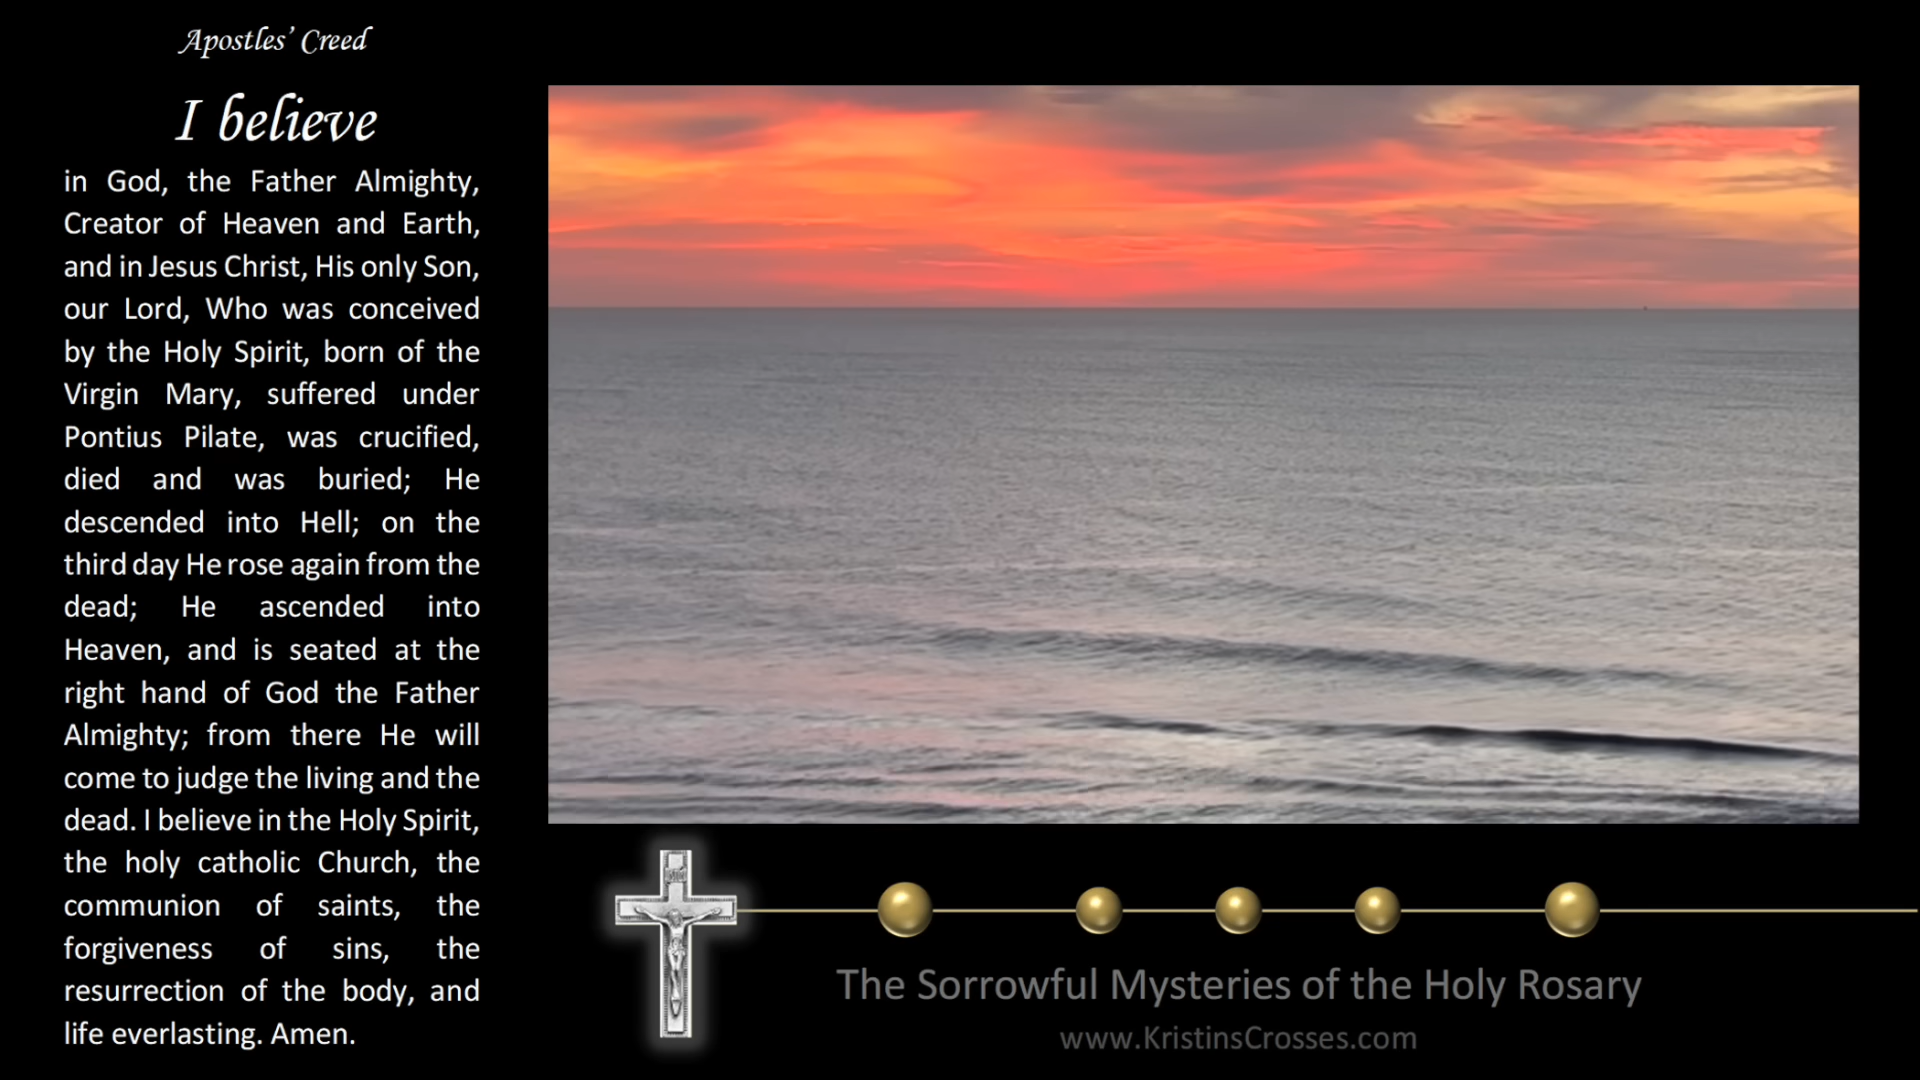 Apostles’ Creed
I believe
in God, the Father Almighty,
Creator of Heaven and Earth,
and in Jesus Christ, His only Son,
our Lord, Who was conceived
by the Holy Spirit, born of the
Virgin Mary, suffered under
Pontius Pilate, was crucified,
died and was buried; He
descended into Hell; on the
third day He rose again from the
dead; He ascended into
Heaven, and is seated at the
right hand of God the Father
Almighty; from there He will
come to judge the living and the
dead. I believe in the Holy Spirit,
the holy catholic Church, the
communion of saints, the
forgiveness of sins, the
resurrection of the body, and
life everlasting. Amen.
The Sorrowful Mysteries of the Holy Rosary
www.KristinsCrosses.com